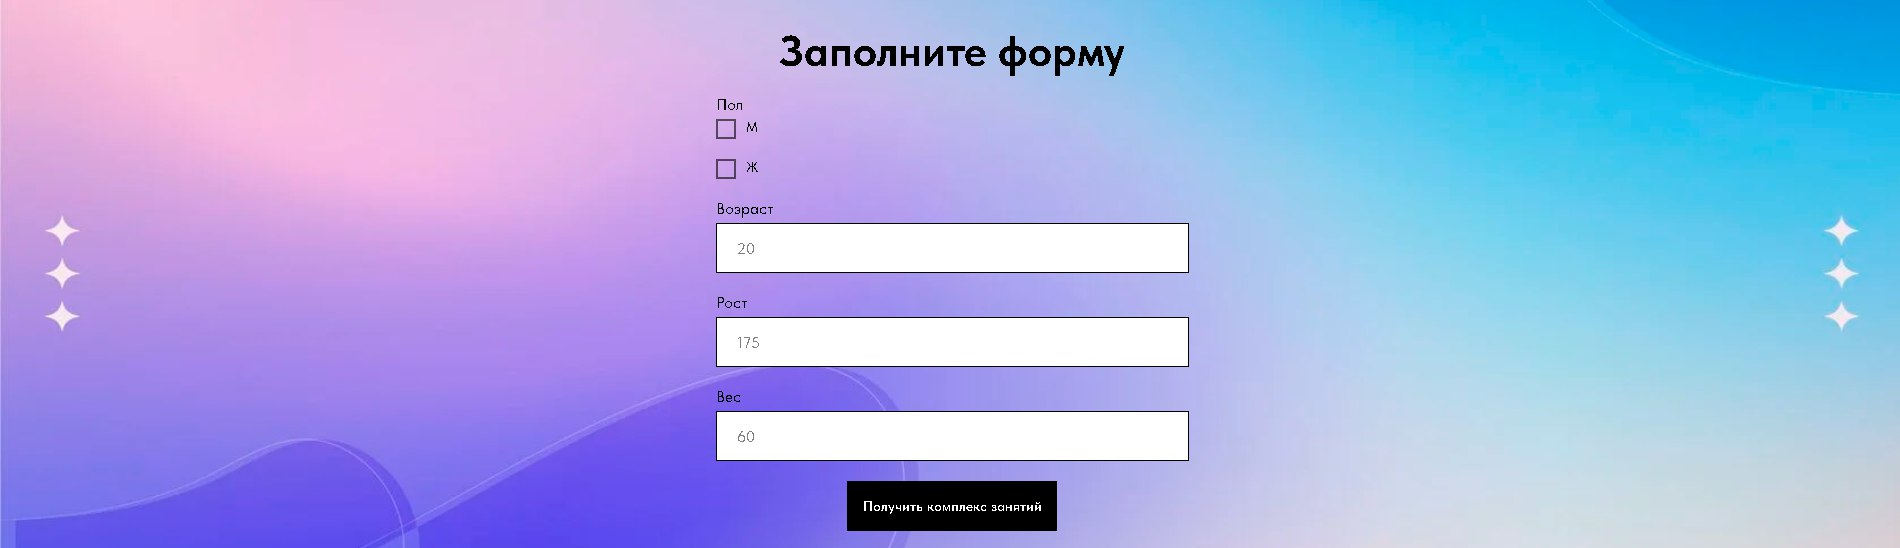 Заполните форму
Пол
М
Ж
Возраст
20
Рост
175
Вес
60
Получить комплекс занятий